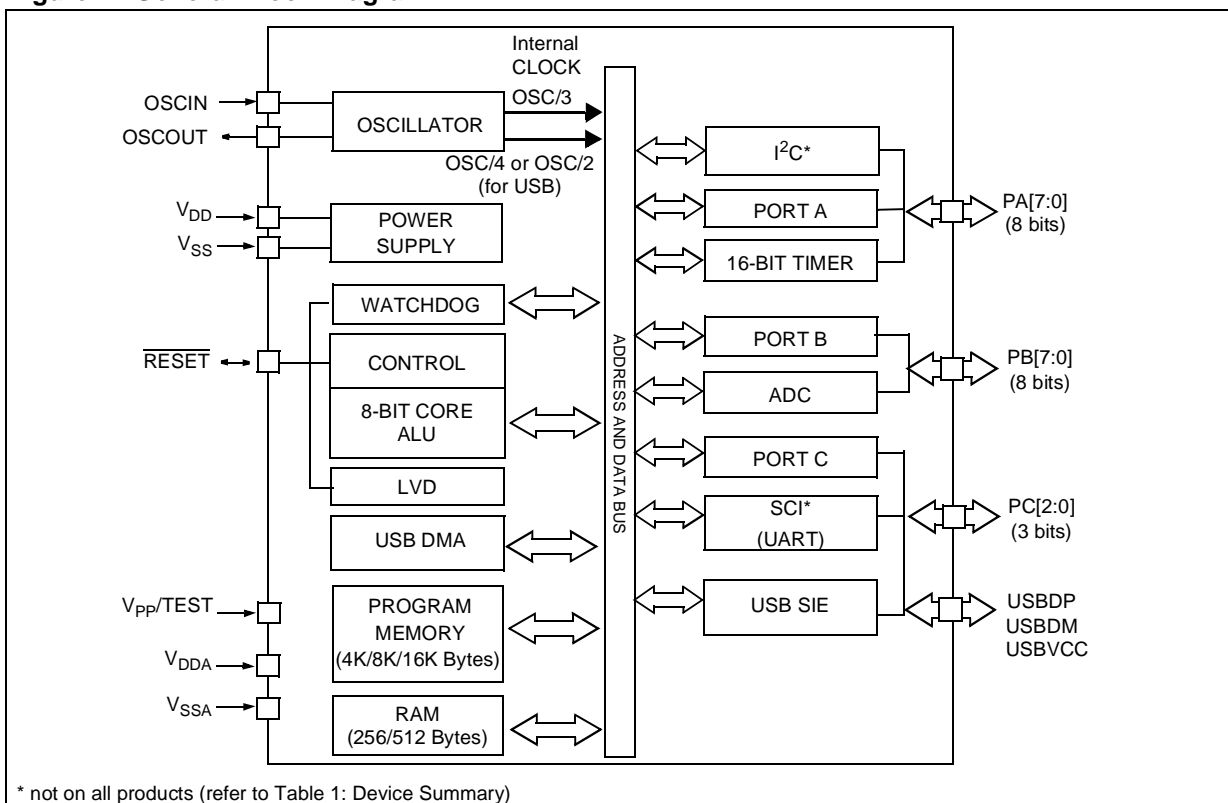 Internal
CLOCK
OSCIN
OSCOUT
OSCILLATOR
OSC/3
OSC/4 or OSC/2
(for USB)
VDD
VSS
POWER
SUPPLY
WATCHDOG
RESET
CONTROL
8-BIT CORE
ALU
LVD
USB DMA
VPP/TEST
PROGRAM
MEMORY
(4K/8K/16K Bytes)
VDDA
VSSA
RAM
(256/512 Bytes)
ADDRESS AND DATA BUS
I²C*
PORT A
16-BIT TIMER
PA[7:0]
(8 bits)
PORT B
ADC
PB[7:0]
(8 bits)
PORT C
SCI*
(UART)
PC[2:0]
(3 bits)
USB SIE
USBDP
USBDM
USBVCC
* not on all products (refer to Table 1: Device Summary)